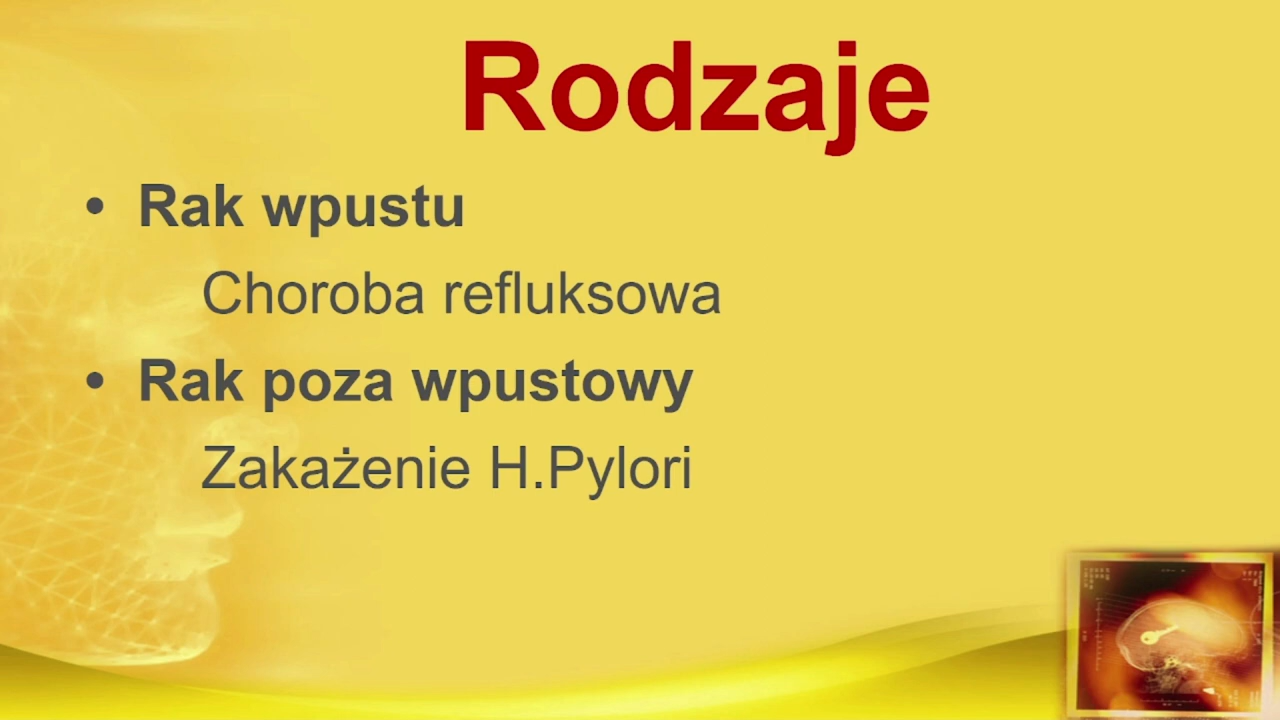 Rodzaje
• Rak wpustu
Choroba refluksowa
• Rak poza wpustowy
Zakażenie H.Pylori